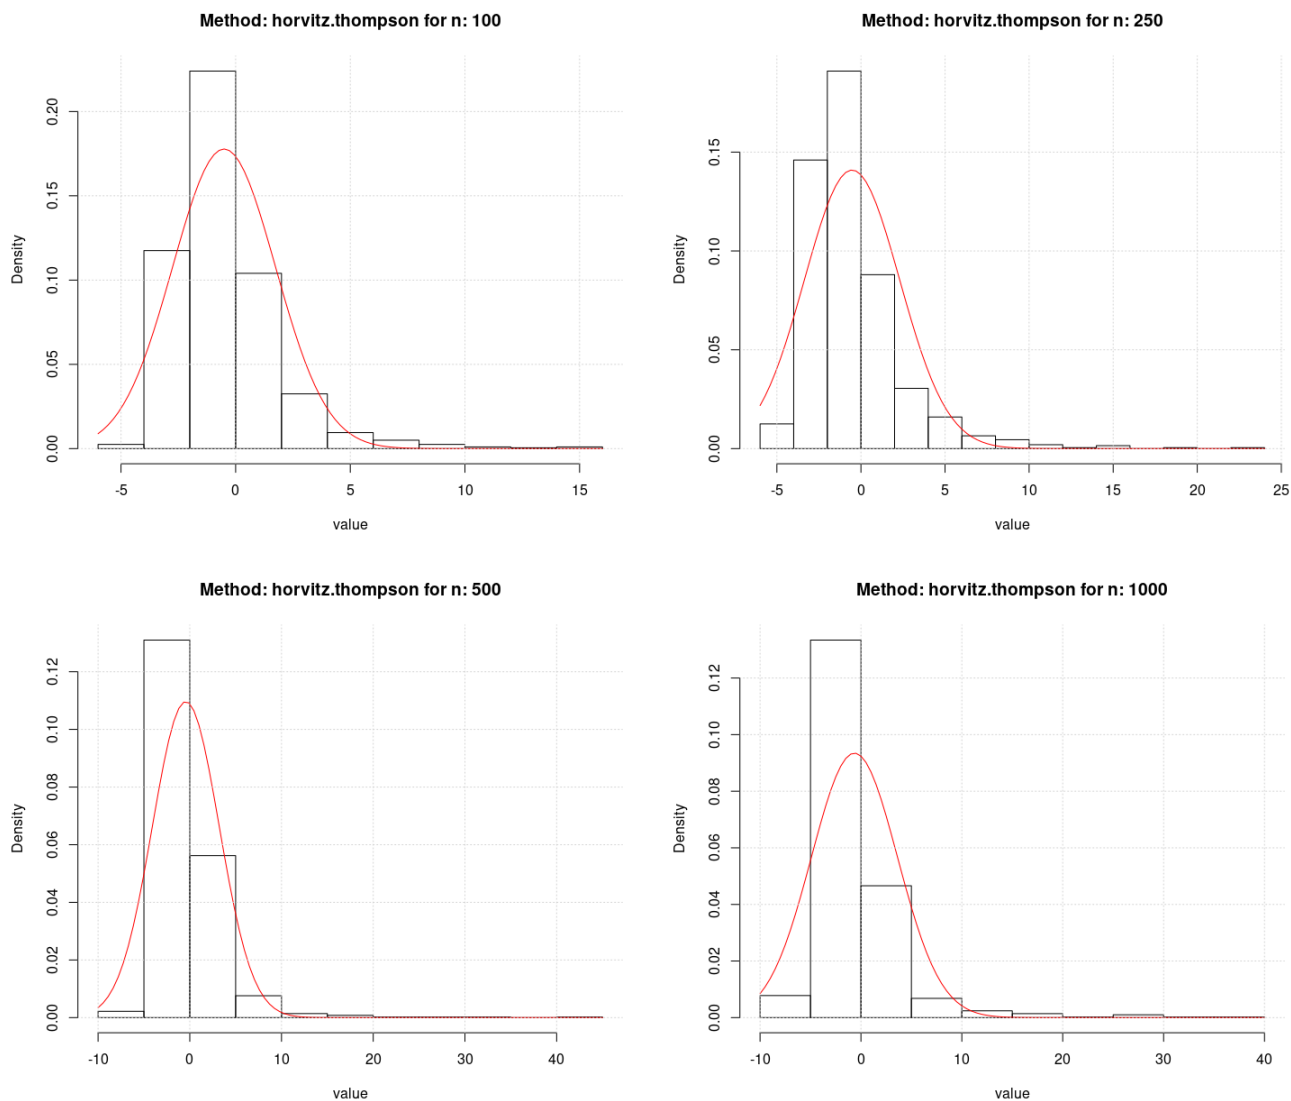 Method: horvitz.thompson for n: 100
Density
0.00 0.05 0.10 0.15 0.20
-5 0 5 10 15
value
Method: horvitz.thompson for n: 250
Density
0.00 0.05 0.10 0.15
-5 0 5 10 15 20 25
value
Method: horvitz.thompson for n: 500
Density
0.00 0.02 0.04 0.06 0.08 0.10 0.12
-10 0 10 20 30 40
value
Method: horvitz.thompson for n: 1000
Density
0.00 0.02 0.04 0.06 0.08 0.10 0.12
-10 0 10 20 30 40
value